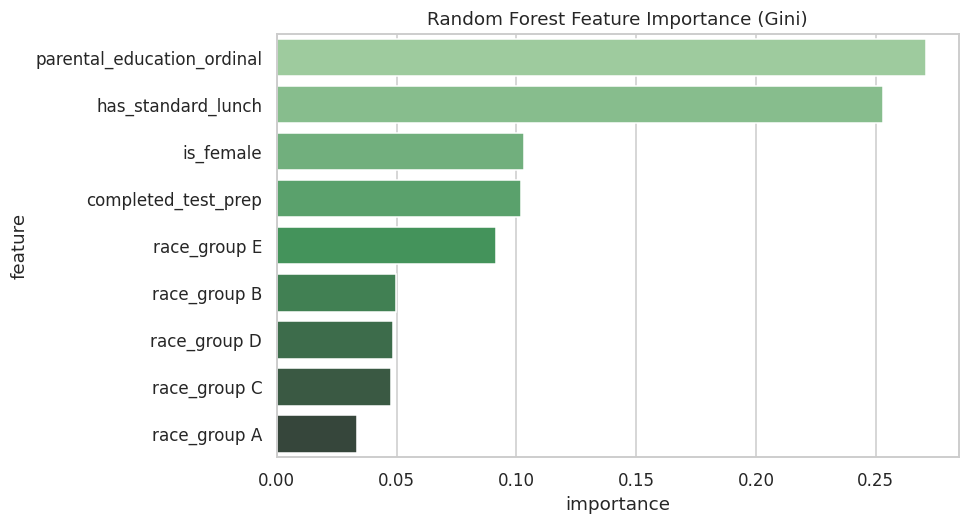 Random Forest Feature Importance (Gini)
parental_education_ordinal
has_standard_lunch
is_female
completed_test_prep
race_group E
race_group B
race_group D
race_group C
race_group A
feature
0.00 0.05 0.10 0.15 0.20 0.25
importance